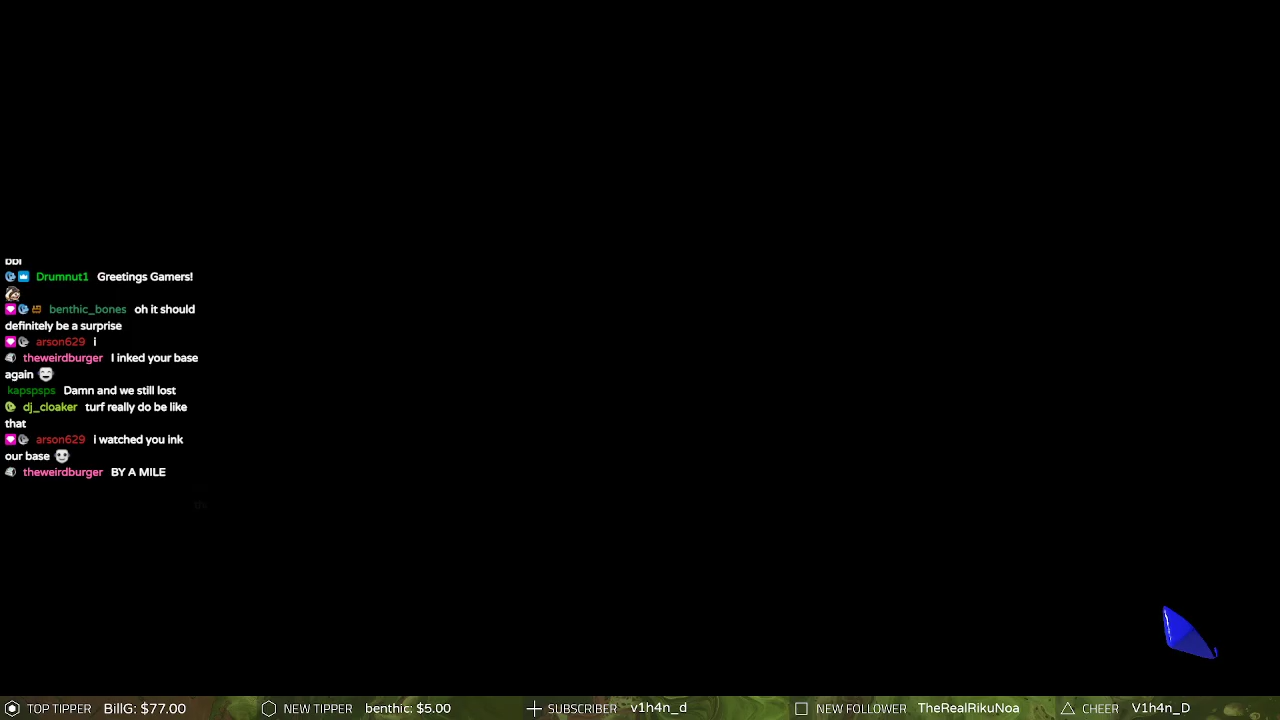 Drumnut1 Greetings Gamers!
benthic_bones oh it should
definitely be a surprise
arson629 i
theweirdburger I inked your base
again
kapspsps Damn and we still lost
dj_cloaker turf really do be like
that
arson629 i watched you ink
our base
theweirdburger BY A MILE
TOP TIPPER BillG: $77.00 NEW TIPPER benthic: $5.00 SUBSCRIBER v1h4n_d NEW FOLLOWER TheRealRikuNoa CHEER V1h4n_D